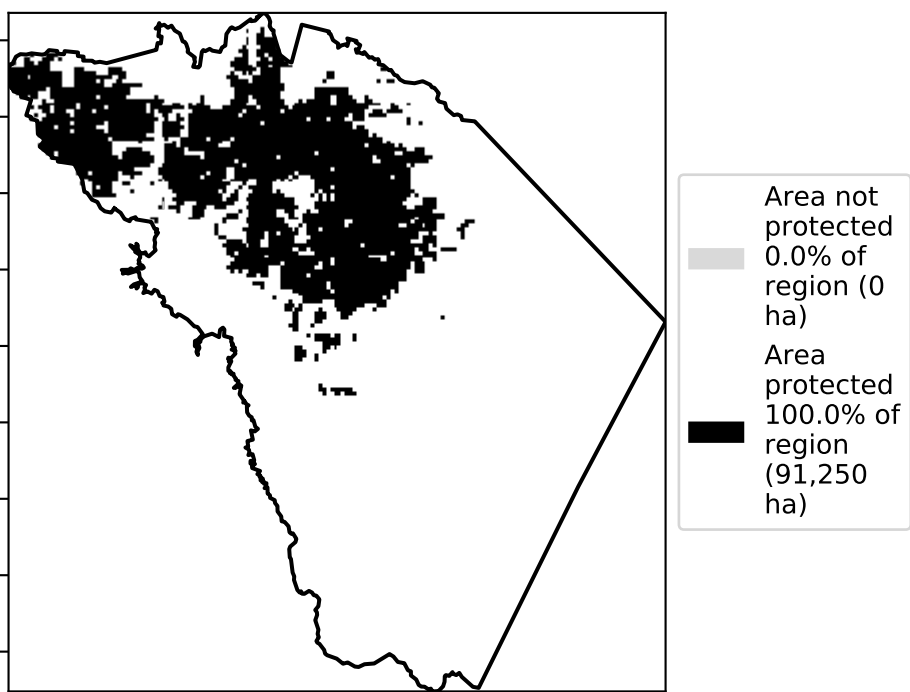 Area not
protected
0.0% of
region (0
ha)
Area
protected
100.0% of
region
(91,250
ha)